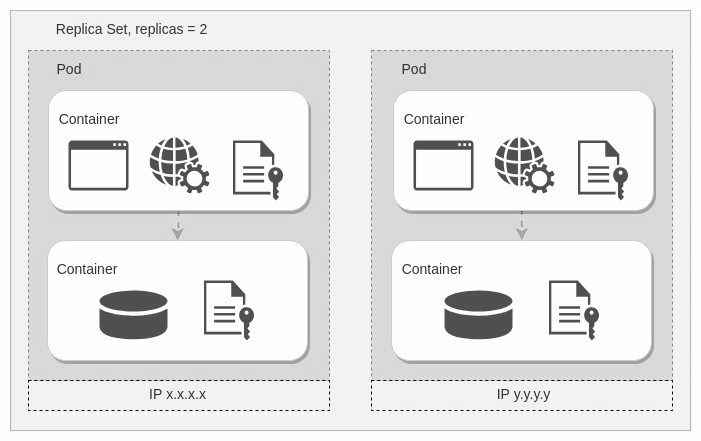 Replica Set, replicas = 2
Pod
Container
Container
IP x.x.x.x
Pod
Container
Container
IP y.y.y.y